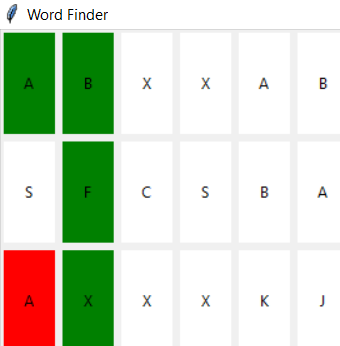 Word Finder
A B X X A B
S F C S B A
A X X X K J